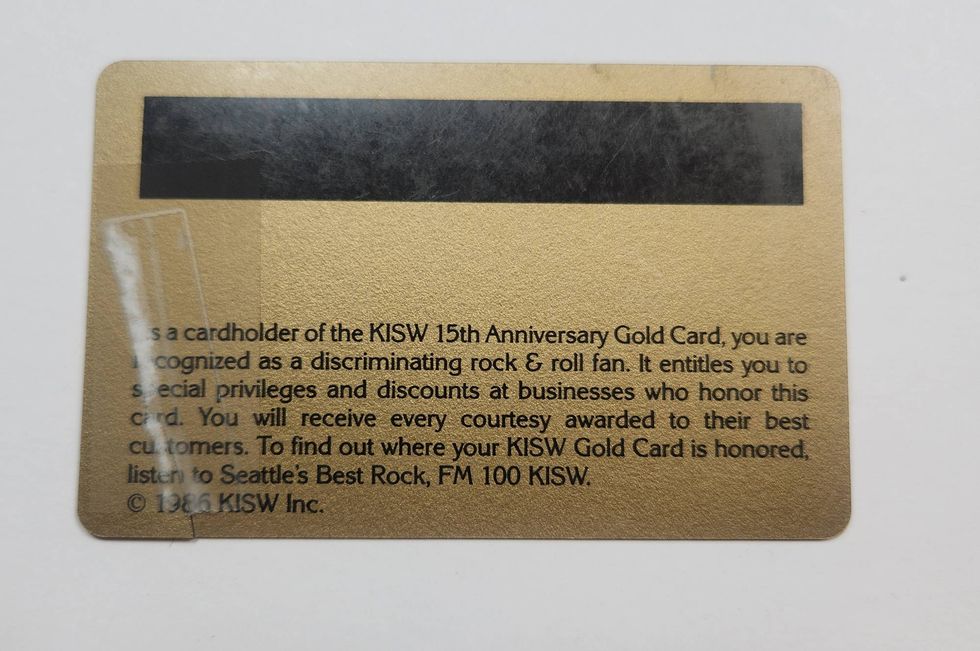 As a cardholder of the KISW 15th Anniversary Gold Card, you are
recognized as a discriminating rock & roll fan. It entitles you to
special privileges and discounts at businesses who honor this
card. You will receive every courtesy awarded to their best
customers. To find out where your KISW Gold Card is honored,
listen to Seattle's Best Rock, FM 100 KISW.
© 1986 KISW Inc.